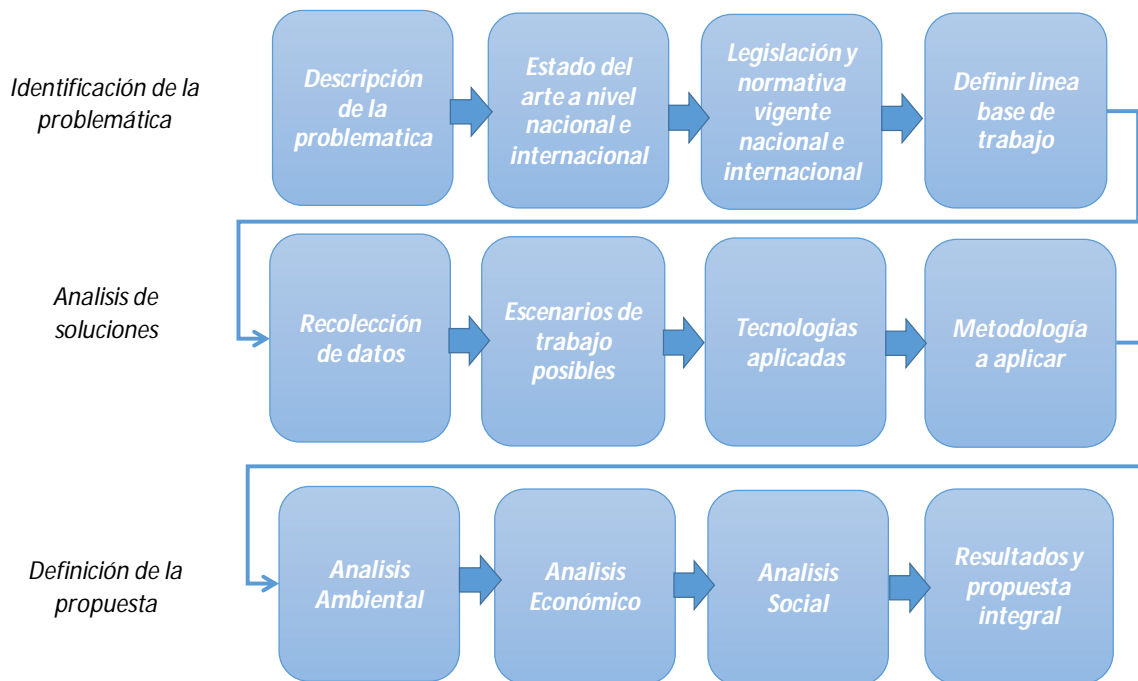 Identificación de la
problemática
Descripción
de la
problematica
Estado del
arte a nivel
nacional e
internacional
Legislación y
normativa
vigente
nacional e
internacional
Definir linea
base de
trabajo
Analisis de
soluciones
Recolección
de datos
Escenarios de
trabajo
posibles
Tecnologias
aplicadas
Metodología
a aplicar
Definición de la
propuesta
Analisis
Ambiental
Analisis
Económico
Analisis
Social
Resultados y
propuesta
integral